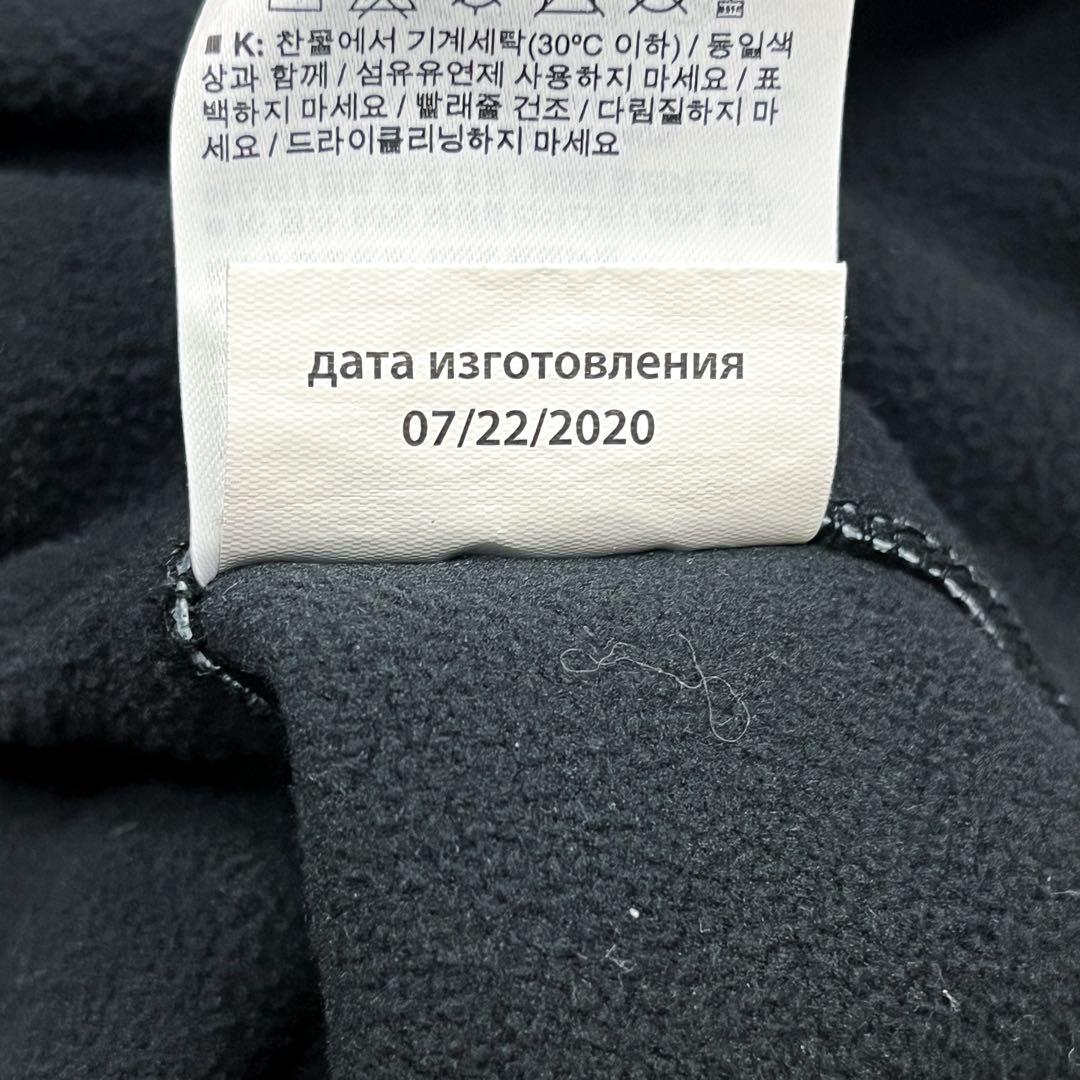 K: 찬물에서 기계세탁(30°C 이하) / 동일색
상과 함께 / 섬유유연제 사용하지 마세요 / 표
백하지 마세요 / 빨래줄 건조 / 다림질하지 마
세요 / 드라이클리닝하지 마세요
дата изготовления
07/22/2020